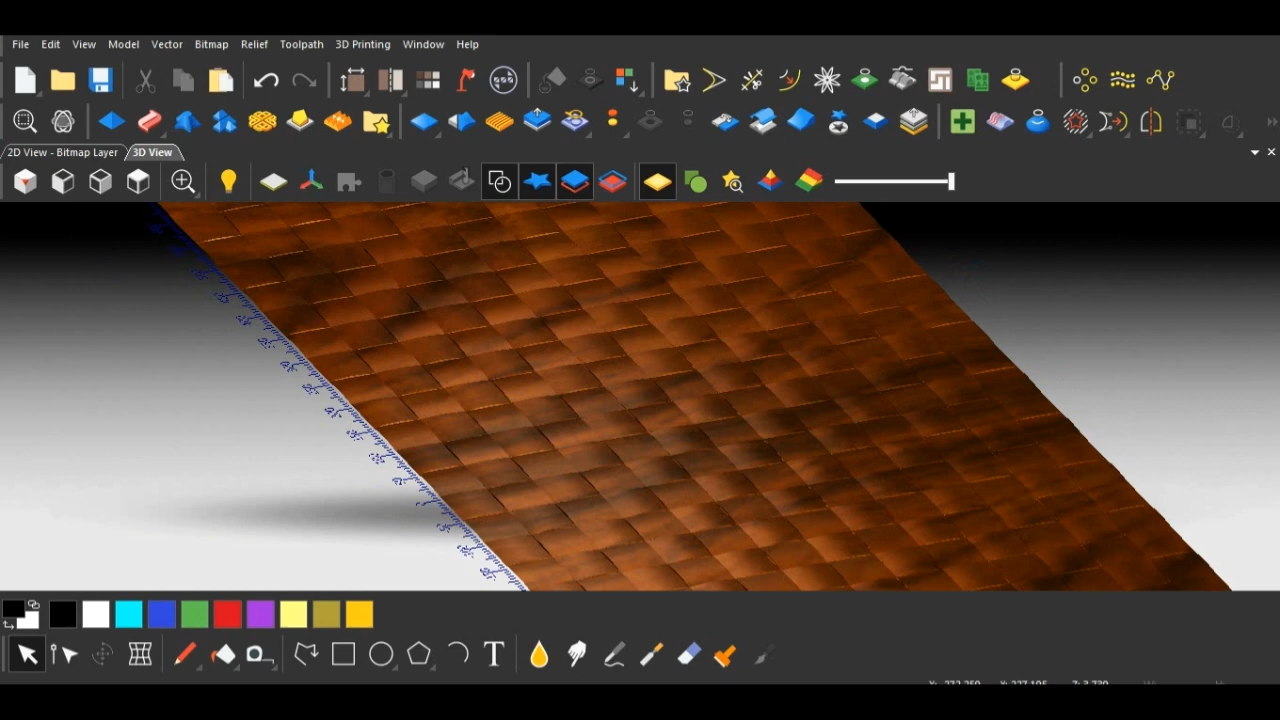 File Edit View Model Vector Bitmap Relief Toolpath 3D Printing Window Help
2D View - Bitmap Layer 3D View